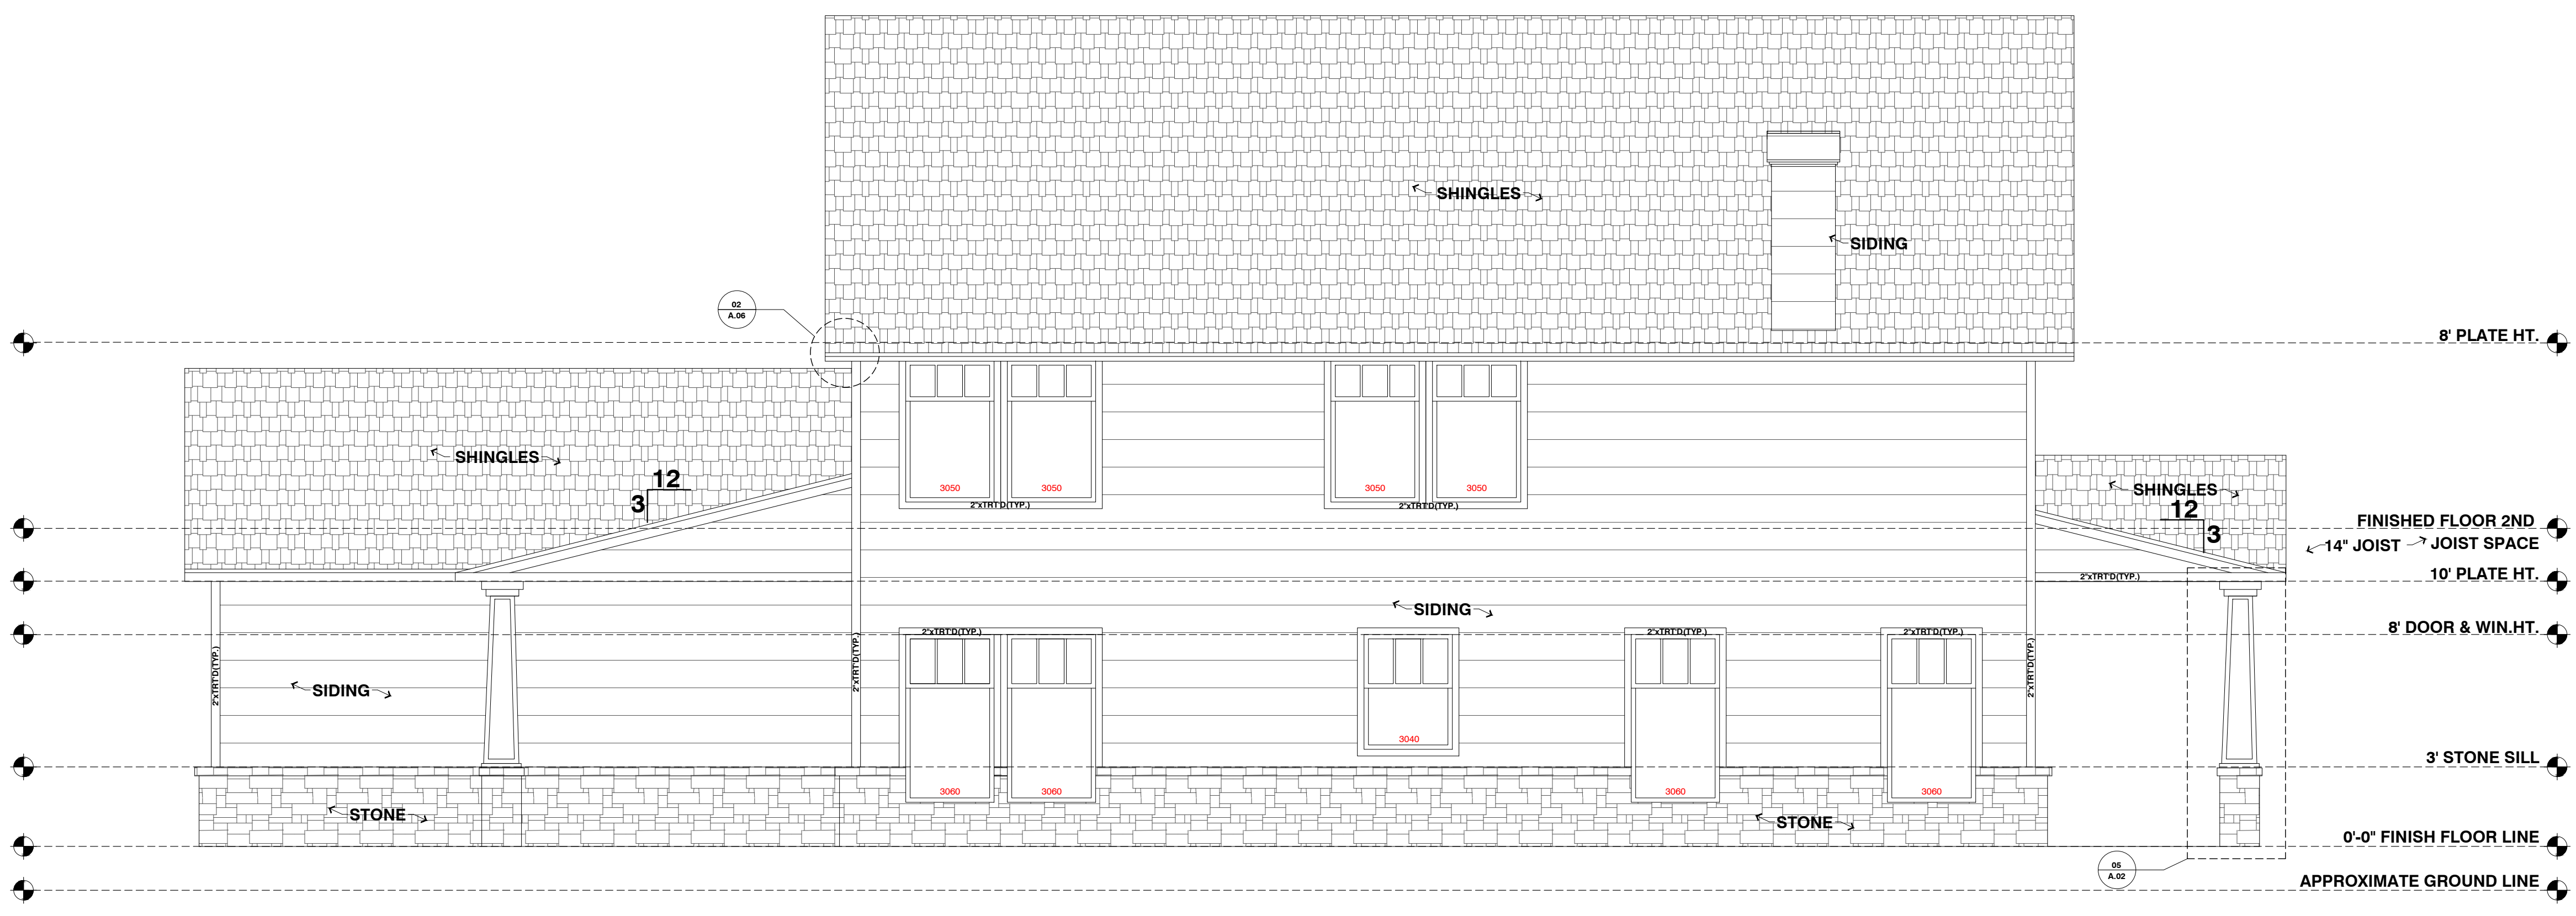 SHINGLES
SIDING
02
A.06
8' PLATE HT.
SHINGLES
12
3
3050
3050
3050
3050
2"xTRT'D(TYP.)
2"xTRT'D(TYP.)
SHINGLES
12
3
FINISHED FLOOR 2ND
14" JOIST
JOIST SPACE
10' PLATE HT.
2"xTRT'D(TYP.)
SIDING
8' DOOR & WIN.HT.
2"xTRT'D(TYP.)
2"xTRT'D(TYP.)
2"xTRT'D(TYP.)
2"xTRT'D(TYP.)
2"xTRT'D(TYP.)
2"xTRT'D(TYP.)
SIDING
3040
3' STONE SILL
3060
3060
3060
3060
STONE
STONE
0'-0" FINISH FLOOR LINE
05
A.02
APPROXIMATE GROUND LINE